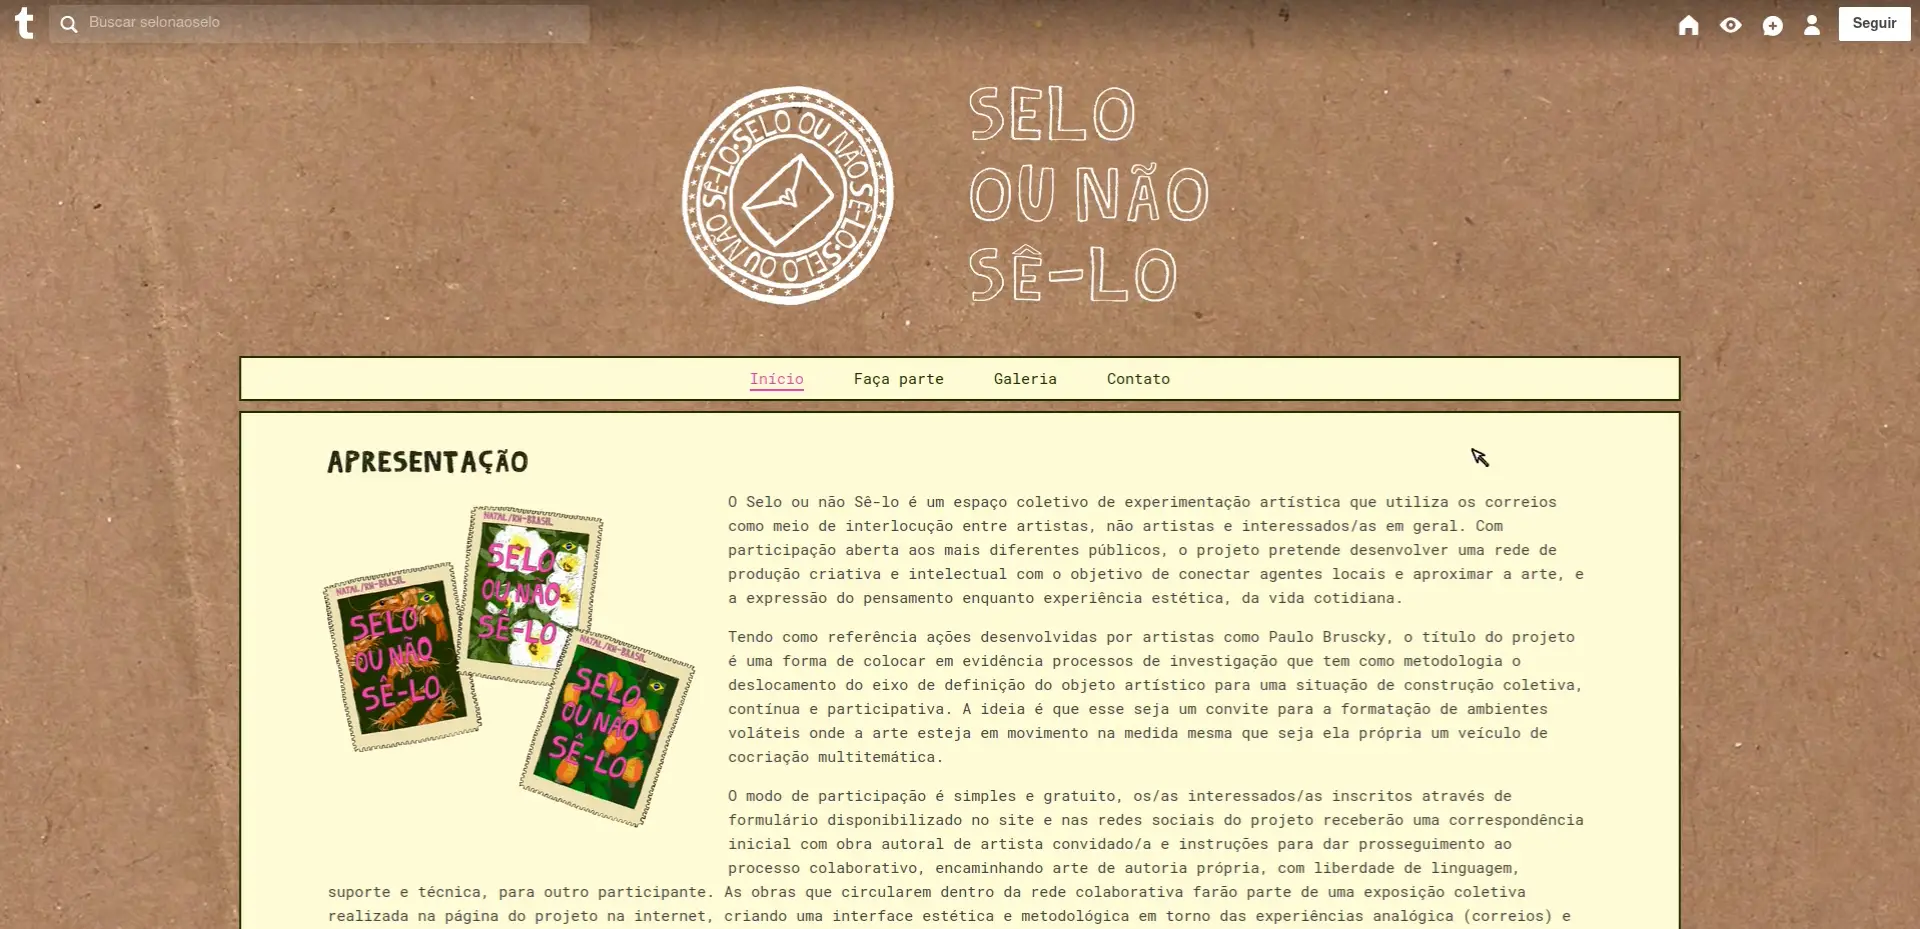 Buscar selonaoselo
Seguir
SELO OU NÃO SÊ-LO · SELO OU NÃO SÊ-LO ·
SELO
OU NÃO
SÊ-LO
Início
Faça parte
Galeria
Contato
APRESENTAÇÃO
NATAL/RN-BRASIL
SELO
OU NÃO
SÊ-LO
NATAL/RN-BRASIL
SELO
OU NÃO
SÊ-LO
NATAL/RN-BRASIL
SELO
OU NÃO
SÊ-LO
O Selo ou não Sê-lo é um espaço coletivo de experimentação artística que utiliza os correios
como meio de interlocução entre artistas, não artistas e interessados/as em geral. Com
participação aberta aos mais diferentes públicos, o projeto pretende desenvolver uma rede de
produção criativa e intelectual com o objetivo de conectar agentes locais e aproximar a arte, e
a expressão do pensamento enquanto experiência estética, da vida cotidiana.
Tendo como referência ações desenvolvidas por artistas como Paulo Bruscky, o título do projeto
é uma forma de colocar em evidência processos de investigação que tem como metodologia o
deslocamento do eixo de definição do objeto artístico para uma situação de construção coletiva,
contínua e participativa. A ideia é que esse seja um convite para a formatação de ambientes
voláteis onde a arte esteja em movimento na medida mesma que seja ela própria um veículo de
cocriação multitemática.
O modo de participação é simples e gratuito, os/as interessados/as inscritos através de
formulário disponibilizado no site e nas redes sociais do projeto receberão uma correspondência
inicial com obra autoral de artista convidado/a e instruções para dar prosseguimento ao
processo colaborativo, encaminhando arte de autoria própria, com liberdade de linguagem,
suporte e técnica, para outro participante. As obras que circularem dentro da rede colaborativa farão parte de uma exposição coletiva
realizada na página do projeto na internet, criando uma interface estética e metodológica em torno das experiências analógica (correios) e